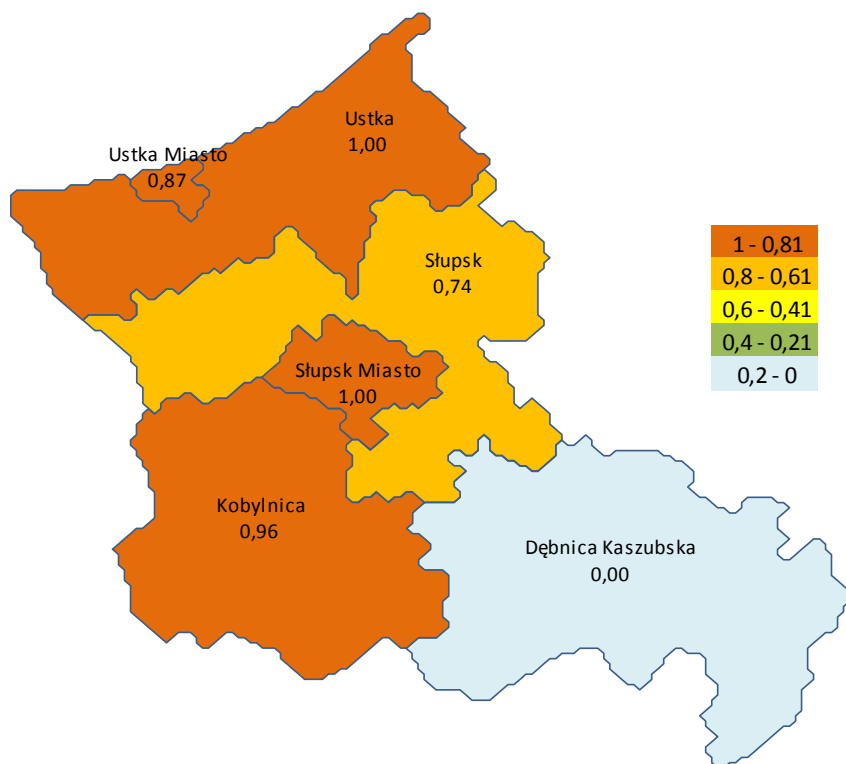 Ustka
1,00
Ustka Miasto
0,87
Słupsk
0,74
Słupsk Miasto
1,00
Kobylnica
0,96
Dębnica Kaszubska
0,00
1 - 0,81
0,8 - 0,61
0,6 - 0,41
0,4 - 0,21
0,2 - 0